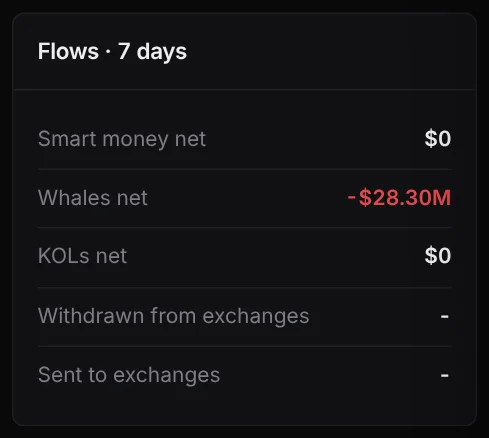 Flows · 7 days
Smart money net $0
Whales net -$28.30M
KOLs net $0
Withdrawn from exchanges -
Sent to exchanges -